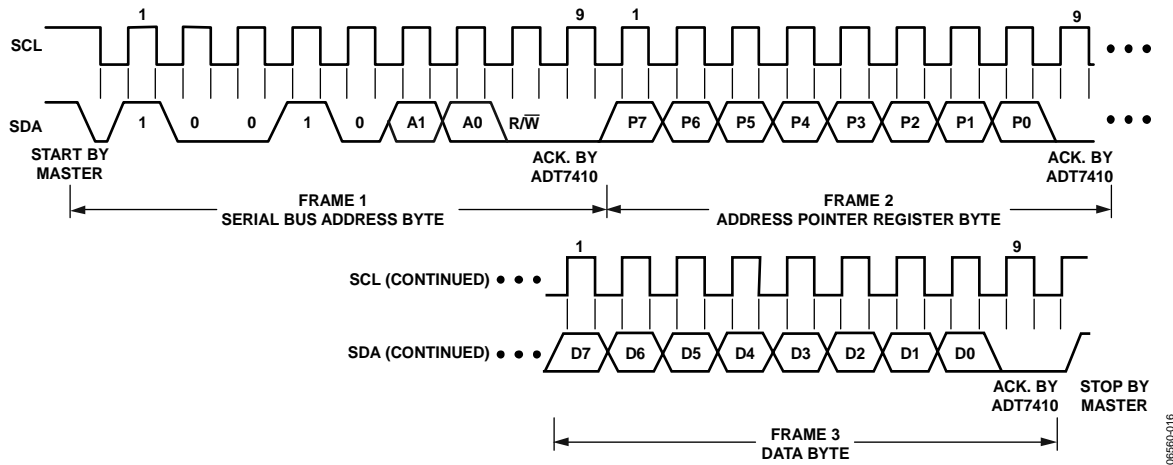 1 9 1 9
SCL
SDA 1 0 0 1 0 A1 A0 R/W̅ P7 P6 P5 P4 P3 P2 P1 P0
START BY
MASTER
ACK. BY
ADT7410
ACK. BY
ADT7410
FRAME 1
SERIAL BUS ADDRESS BYTE
FRAME 2
ADDRESS POINTER REGISTER BYTE
1 9
SCL (CONTINUED)
SDA (CONTINUED) D7 D6 D5 D4 D3 D2 D1 D0
ACK. BY
ADT7410
STOP BY
MASTER
FRAME 3
DATA BYTE
06560-016